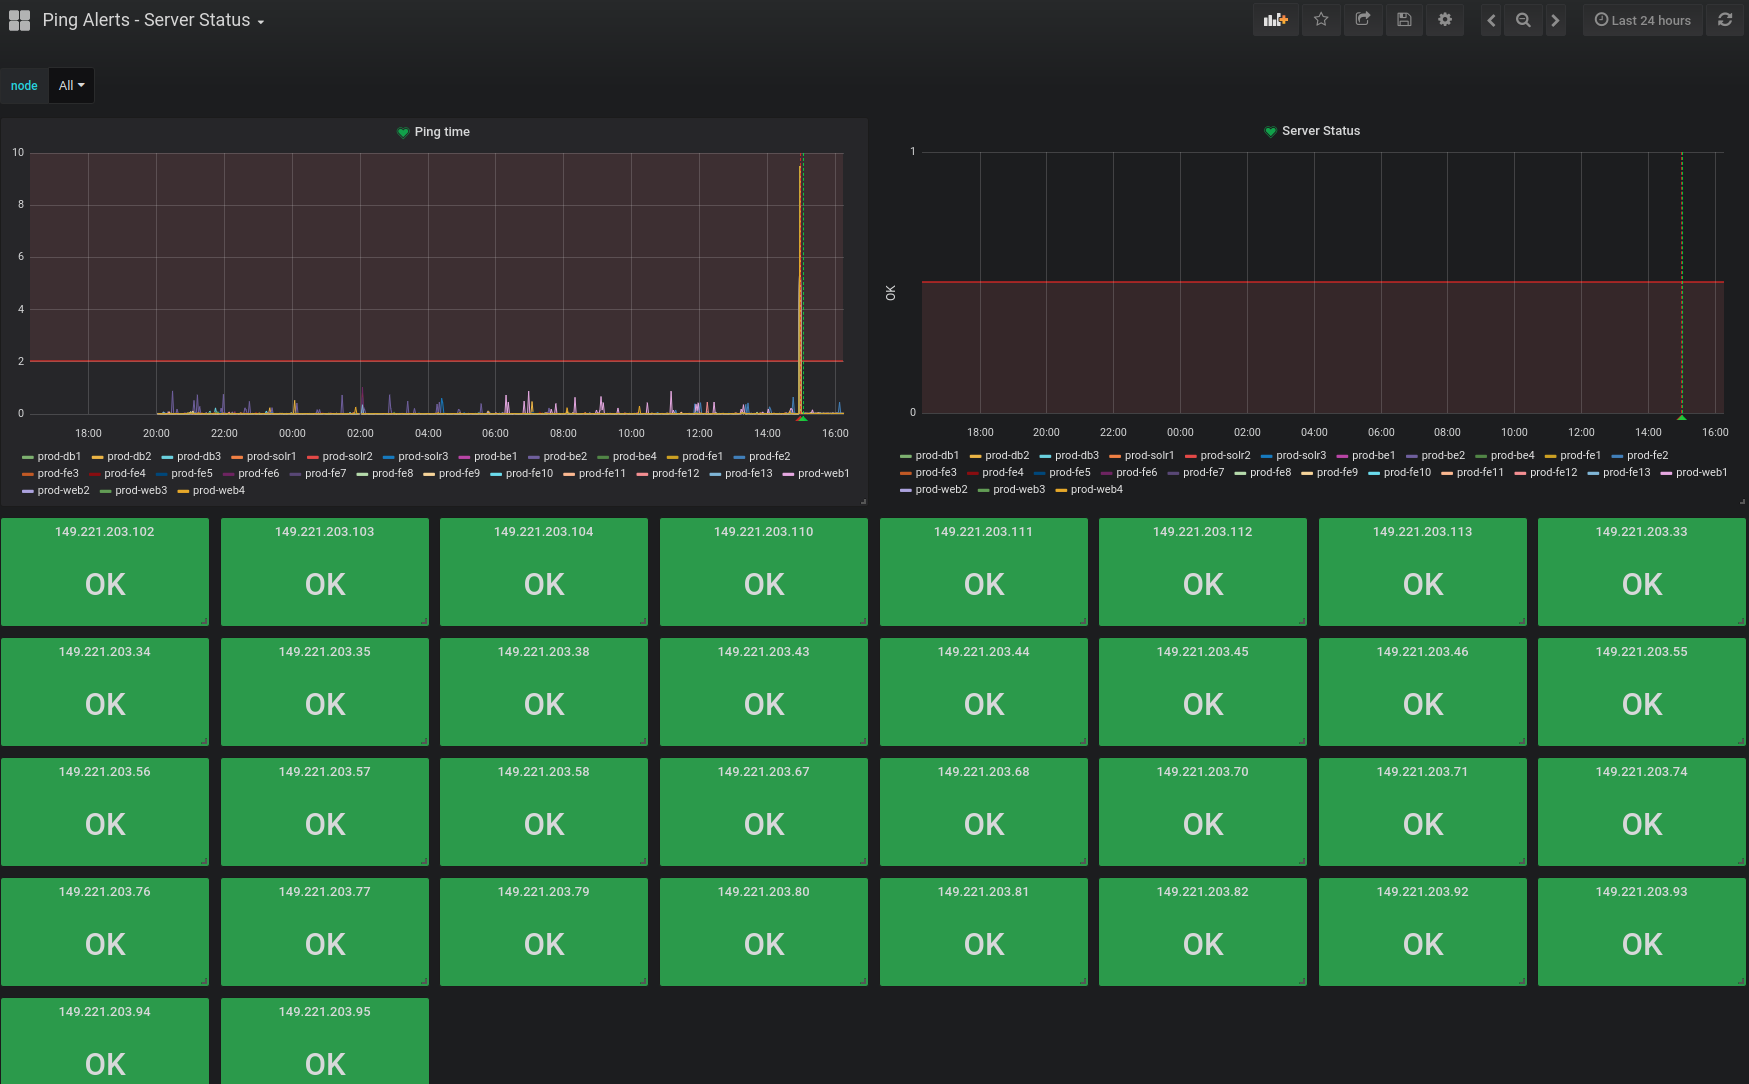 Ping Alerts - Server Status
Last 24 hours
node All
Ping time
10
8
6
4
2
0
18:00 20:00 22:00 00:00 02:00 04:00 06:00 08:00 10:00 12:00 14:00 16:00
prod-db1 prod-db2 prod-db3 prod-solr1 prod-solr2 prod-solr3 prod-be1 prod-be2 prod-be4 prod-fe1 prod-fe2
prod-fe3 prod-fe4 prod-fe5 prod-fe6 prod-fe7 prod-fe8 prod-fe9 prod-fe10 prod-fe11 prod-fe12 prod-fe13 prod-web1
prod-web2 prod-web3 prod-web4
Server Status
1
OK
0
18:00 20:00 22:00 00:00 02:00 04:00 06:00 08:00 10:00 12:00 14:00 16:00
prod-db1 prod-db2 prod-db3 prod-solr1 prod-solr2 prod-solr3 prod-be1 prod-be2 prod-be4 prod-fe1 prod-fe2
prod-fe3 prod-fe4 prod-fe5 prod-fe6 prod-fe7 prod-fe8 prod-fe9 prod-fe10 prod-fe11 prod-fe12 prod-fe13 prod-web1
prod-web2 prod-web3 prod-web4
149.221.203.102 149.221.203.103 149.221.203.104 149.221.203.110 149.221.203.111 149.221.203.112 149.221.203.113 149.221.203.33
OK OK OK OK OK OK OK OK
149.221.203.34 149.221.203.35 149.221.203.38 149.221.203.43 149.221.203.44 149.221.203.45 149.221.203.46 149.221.203.55
OK OK OK OK OK OK OK OK
149.221.203.56 149.221.203.57 149.221.203.58 149.221.203.67 149.221.203.68 149.221.203.70 149.221.203.71 149.221.203.74
OK OK OK OK OK OK OK OK
149.221.203.76 149.221.203.77 149.221.203.79 149.221.203.80 149.221.203.81 149.221.203.82 149.221.203.92 149.221.203.93
OK OK OK OK OK OK OK OK
149.221.203.94 149.221.203.95
OK OK